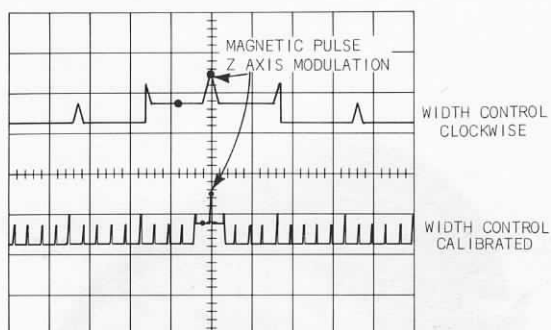 MAGNETIC PULSE
Z AXIS MODULATION
WIDTH CONTROL
CLOCKWISE
WIDTH CONTROL
CALIBRATED